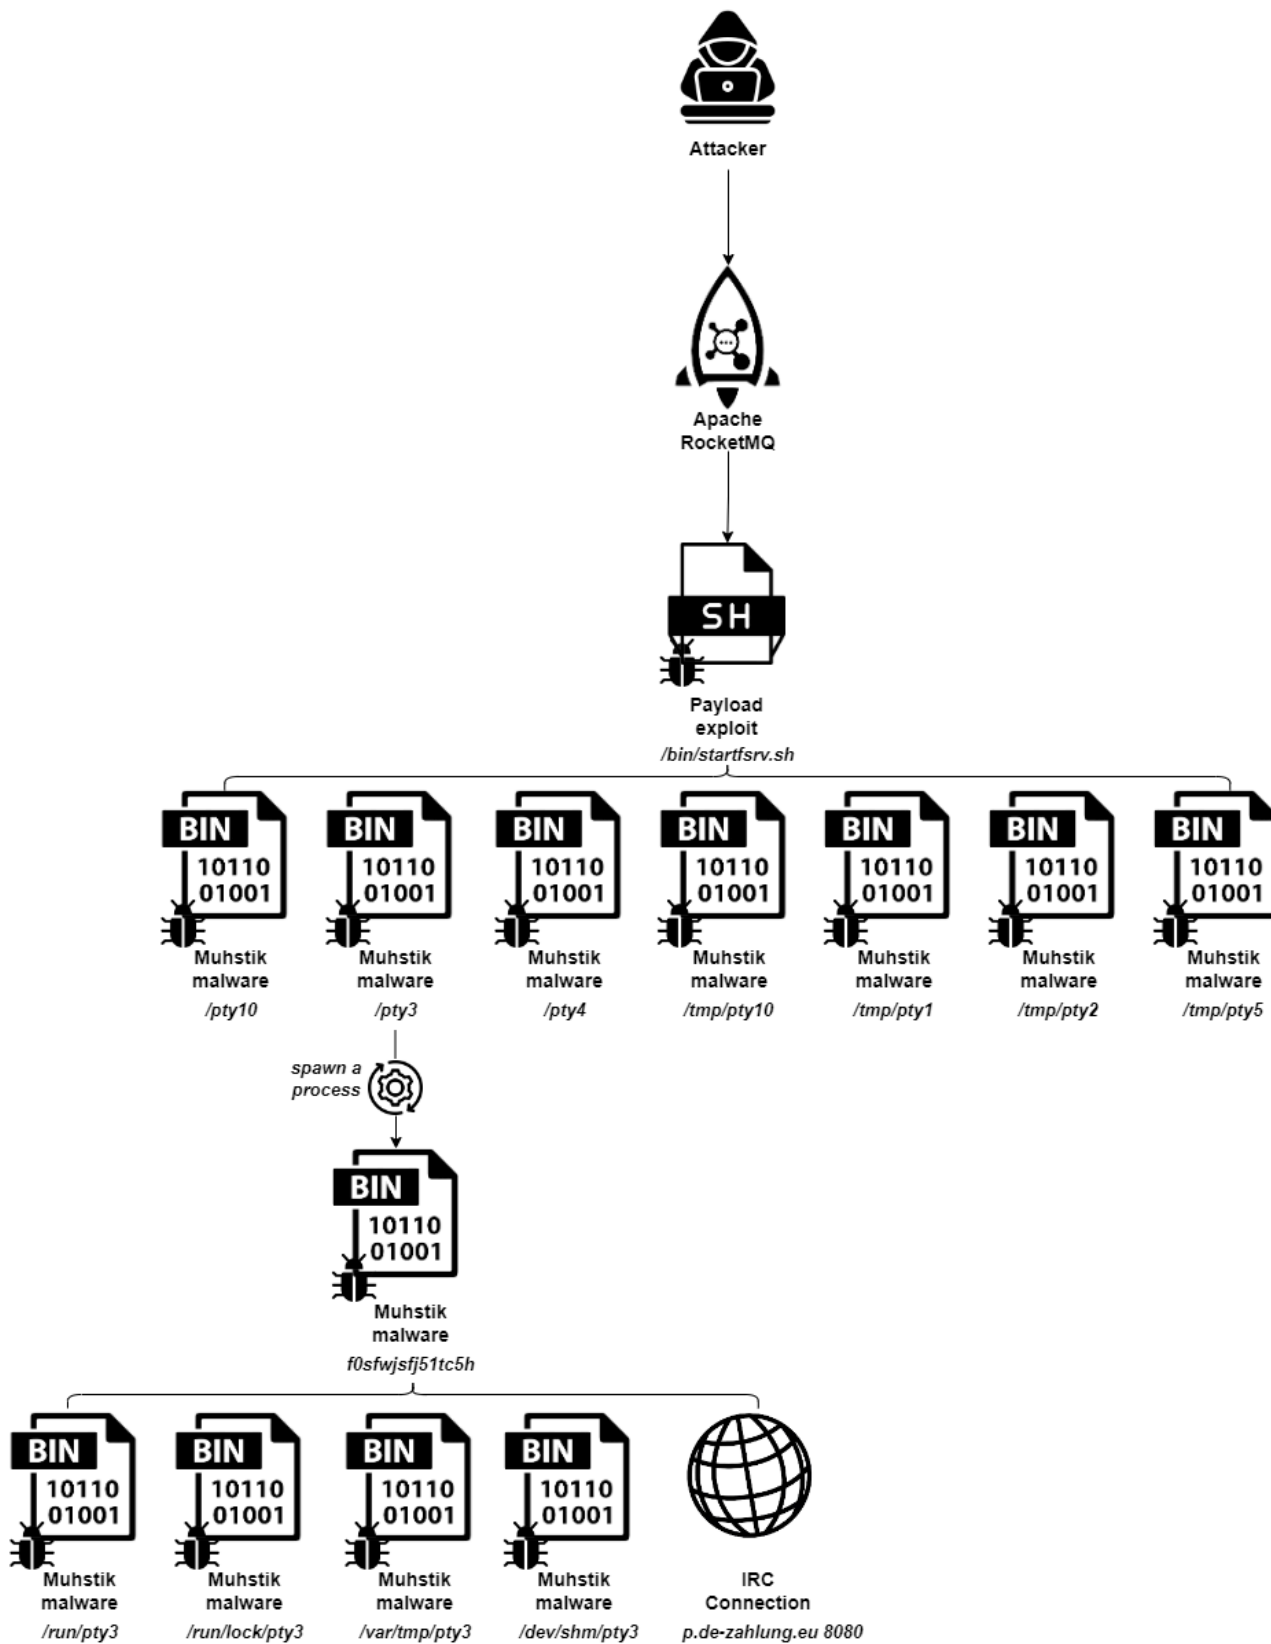 Attacker
Apache
RocketMQ
SH
Payload
exploit
/bin/startfsrv.sh
BIN
10110
01001
Muhstik
malware
/pty10
BIN
10110
01001
Muhstik
malware
/pty3
BIN
10110
01001
Muhstik
malware
/pty4
BIN
10110
01001
Muhstik
malware
/tmp/pty10
BIN
10110
01001
Muhstik
malware
/tmp/pty1
BIN
10110
01001
Muhstik
malware
/tmp/pty2
BIN
10110
01001
Muhstik
malware
/tmp/pty5
spawn a
process
BIN
10110
01001
Muhstik
malware
f0sfwjsfj51tc5h
BIN
10110
01001
Muhstik
malware
/run/pty3
BIN
10110
01001
Muhstik
malware
/run/lock/pty3
BIN
10110
01001
Muhstik
malware
/var/tmp/pty3
BIN
10110
01001
Muhstik
malware
/dev/shm/pty3
IRC
Connection
p.de-zahlung.eu 8080